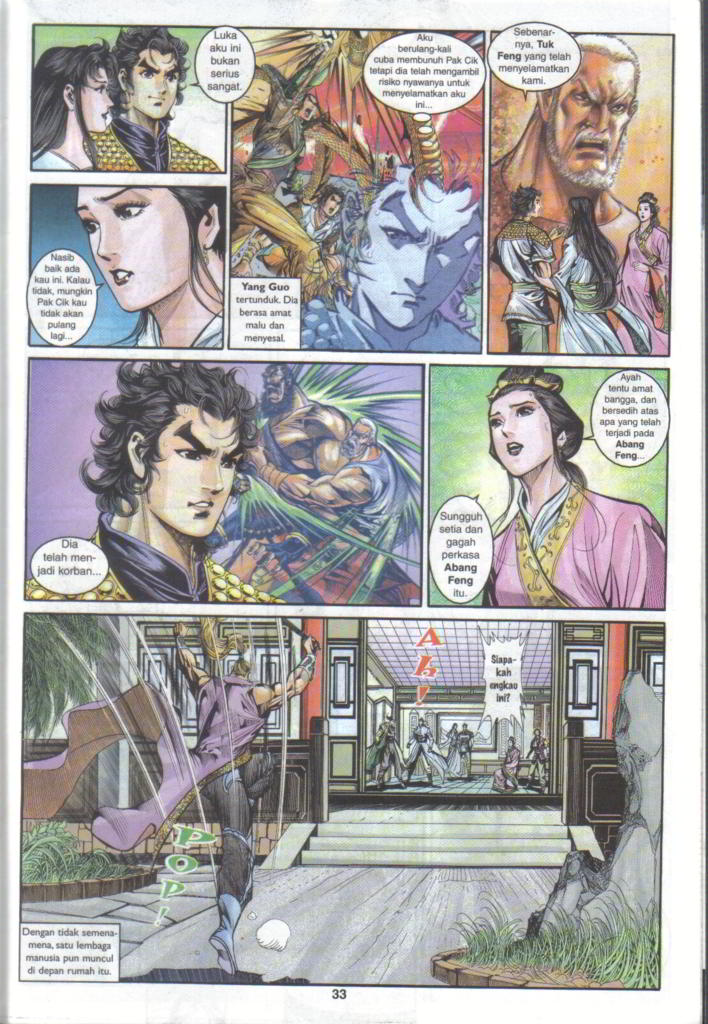 Luka
aku ini
bukan
serius
sangat.
Nasib
baik ada
kau ini. Kalau
tidak, mungkin
Pak Cik kau
tidak akan
pulang
lagi...
Aku
berulang-kali
cuba membunuh Pak Cik
tetapi dia telah mengambil
risiko nyawanya untuk
menyelamatkan aku
ini...
Yang Guo
tertunduk. Dia
berasa amat
malu dan
menyesal.
Sebenar-
nya, Tuk
Feng yang telah
menyelamatkan
kami.
Dia
telah men-
jadi korban...
Ayah
tentu amat
bangga, dan
bersedih atas
apa yang telah
terjadi pada
Abang
Feng...
Sungguh
setia dan
gagah
perkasa
Abang
Feng
itu.
Ah!
Siapa-
kah
engkau
ini?
POP!
Dengan tidak semena-
mena, satu lembaga
manusia pun muncul
di depan rumah itu.
33